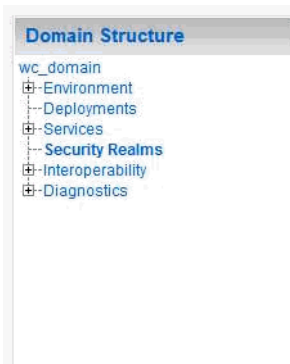 Domain Structure
wc_domain
Environment
Deployments
Services
Security Realms
Interoperability
Diagnostics